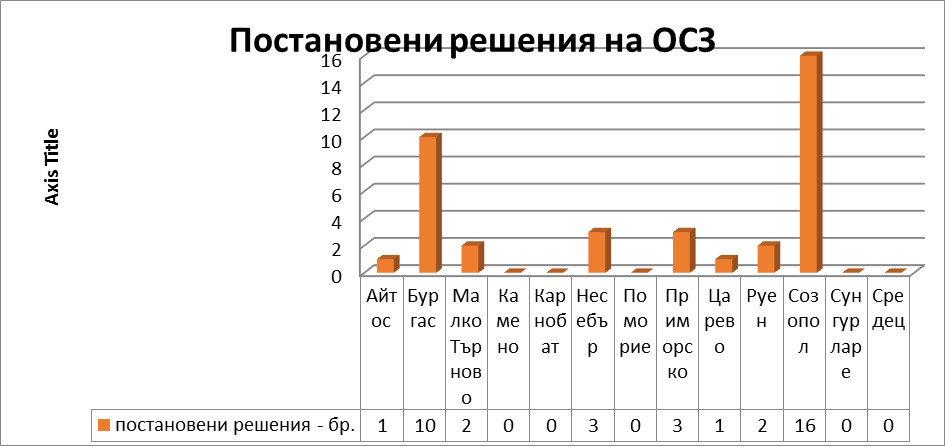 Постановени решения на ОСЗ
Axis Title
16
14
12
10
8
6
4
2
0
Айт
ос
Бур
гас
Ма
лко
Тър
нов
о
Ка
ме
но
Кар
ноб
ат
Нес
ебъ
р
По
мо
рие
Пр
им
орс
ко
Ца
рев
о
Руе
н
Соз
опо
л
Сун
гур
лар
е
Сре
дец
постановени решения - бр. 1 10 2 0 0 3 0 3 1 2 16 0 0